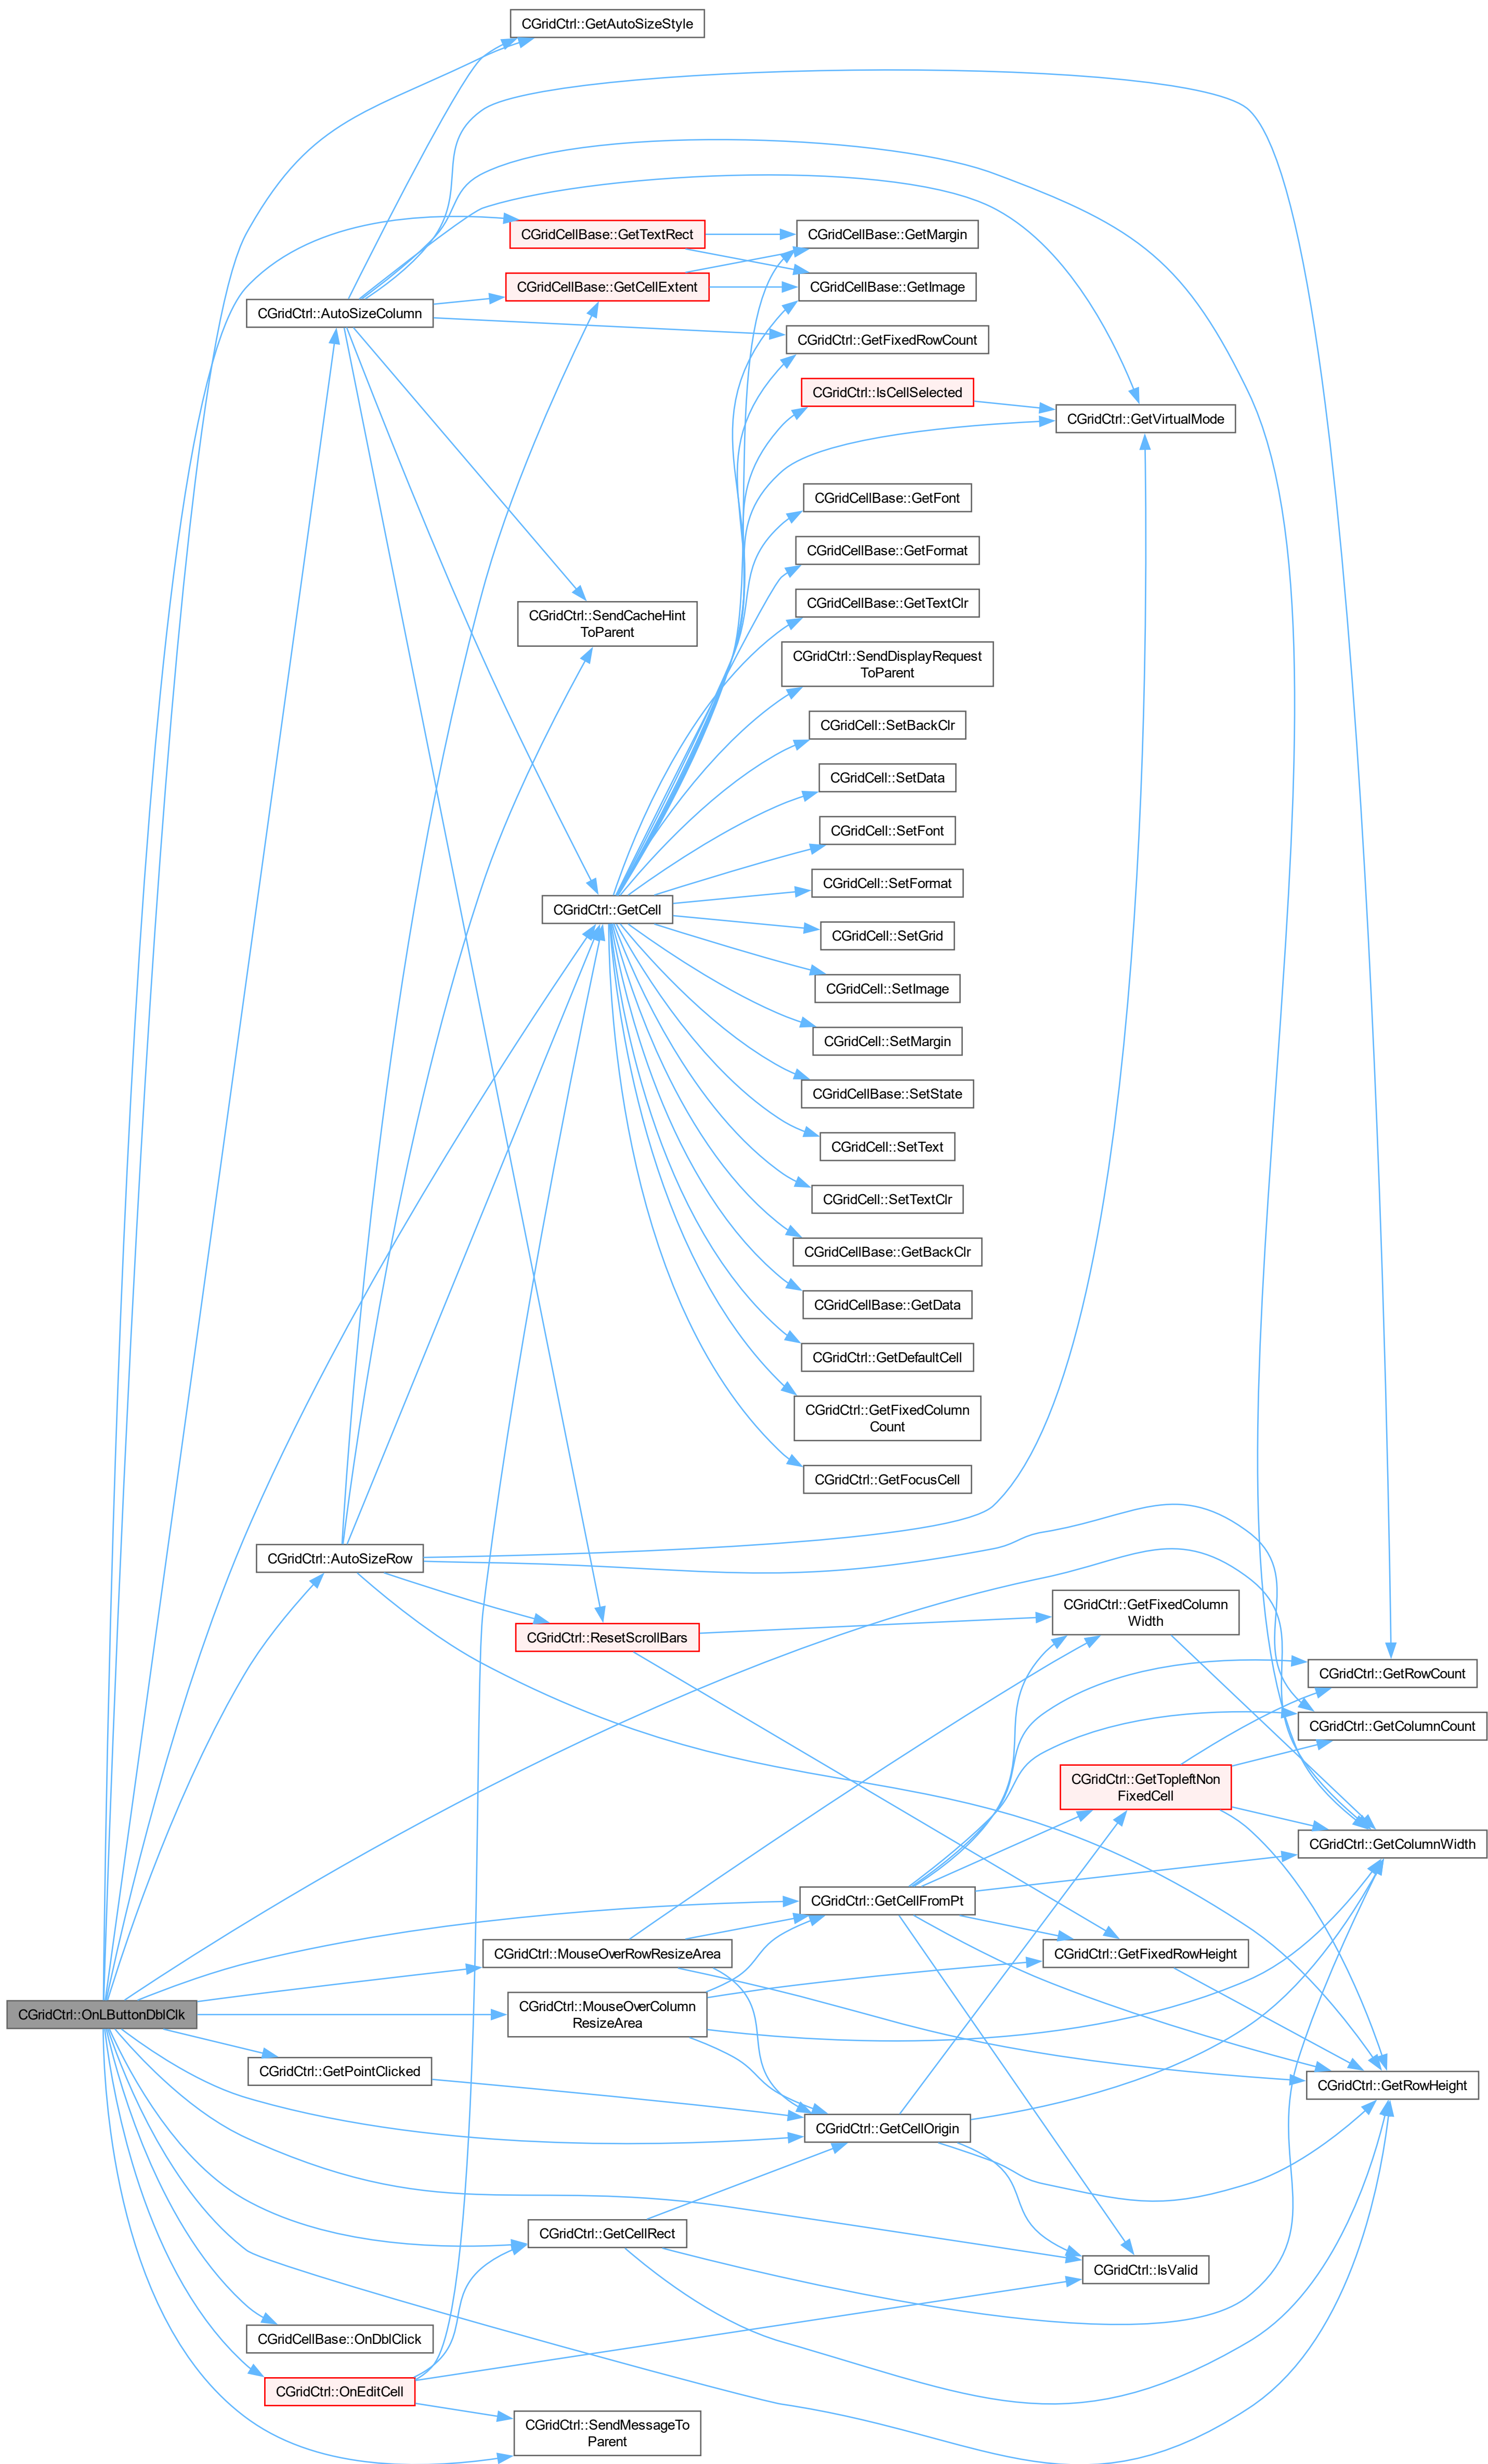 CGridCtrl::GetAutoSizeStyle
CGridCellBase::GetTextRect
CGridCellBase::GetMargin
CGridCellBase::GetCellExtent
CGridCellBase::GetImage
CGridCtrl::AutoSizeColumn
CGridCtrl::GetFixedRowCount
CGridCtrl::IsCellSelected
CGridCtrl::GetVirtualMode
CGridCellBase::GetFont
CGridCellBase::GetFormat
CGridCellBase::GetTextClr
CGridCtrl::SendCacheHint
ToParent
CGridCtrl::SendDisplayRequest
ToParent
CGridCell::SetBackClr
CGridCell::SetData
CGridCell::SetFont
CGridCell::SetFormat
CGridCtrl::GetCell
CGridCell::SetGrid
CGridCell::SetImage
CGridCell::SetMargin
CGridCellBase::SetState
CGridCell::SetText
CGridCell::SetTextClr
CGridCellBase::GetBackClr
CGridCellBase::GetData
CGridCtrl::GetDefaultCell
CGridCtrl::GetFixedColumn
Count
CGridCtrl::GetFocusCell
CGridCtrl::AutoSizeRow
CGridCtrl::GetFixedColumn
Width
CGridCtrl::ResetScrollBars
CGridCtrl::GetRowCount
CGridCtrl::GetColumnCount
CGridCtrl::GetTopleftNon
FixedCell
CGridCtrl::GetColumnWidth
CGridCtrl::GetCellFromPt
CGridCtrl::MouseOverRowResizeArea
CGridCtrl::GetFixedRowHeight
CGridCtrl::OnLButtonDblClk
CGridCtrl::MouseOverColumn
ResizeArea
CGridCtrl::GetPointClicked
CGridCtrl::GetRowHeight
CGridCtrl::GetCellOrigin
CGridCtrl::GetCellRect
CGridCtrl::IsValid
CGridCellBase::OnDblClick
CGridCtrl::OnEditCell
CGridCtrl::SendMessageTo
Parent